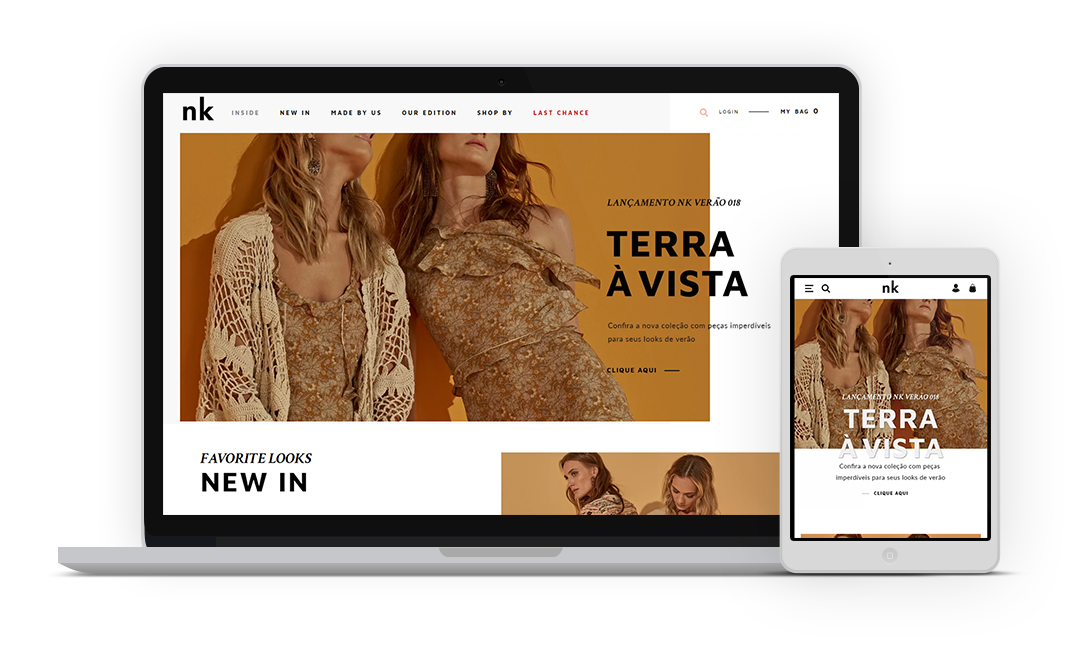 nk
INSIDE NEW IN MADE BY US OUR EDITION SHOP BY LAST CHANCE LOGIN MY BAG 0
LANÇAMENTO NK VERÃO 018
TERRA
À VISTA
Confira a nova coleção com peças imperdíveis
para seus looks de verão
CLIQUE AQUI
FAVORITE LOOKS
NEW IN
nk
LANÇAMENTO NK VERÃO 018
TERRA
À VISTA
Confira a nova coleção com peças
imperdíveis para seus looks de verão
CLIQUE AQUI